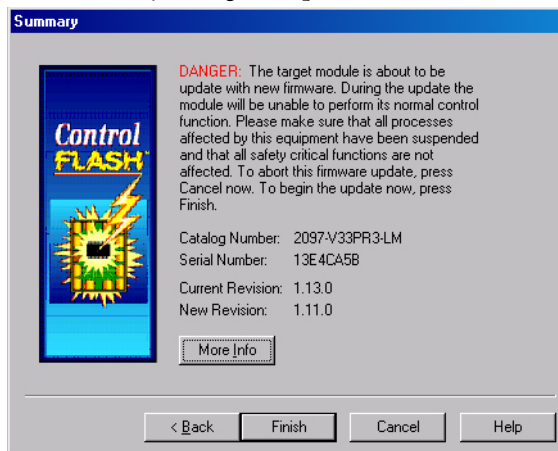 Summary
DANGER: The target module is about to be
update with new firmware. During the update the
module will be unable to perform its normal control
function. Please make sure that all processes
affected by this equipment have been suspended
and that all safety critical functions are not
affected. To abort this firmware update, press
Cancel now. To begin the update now, press
Finish.
Control
FLASH
Catalog Number: 2097-V33PR3-LM
Serial Number: 13E4CA5B
Current Revision: 1.13.0
New Revision: 1.11.0
More Info
< Back Finish Cancel Help